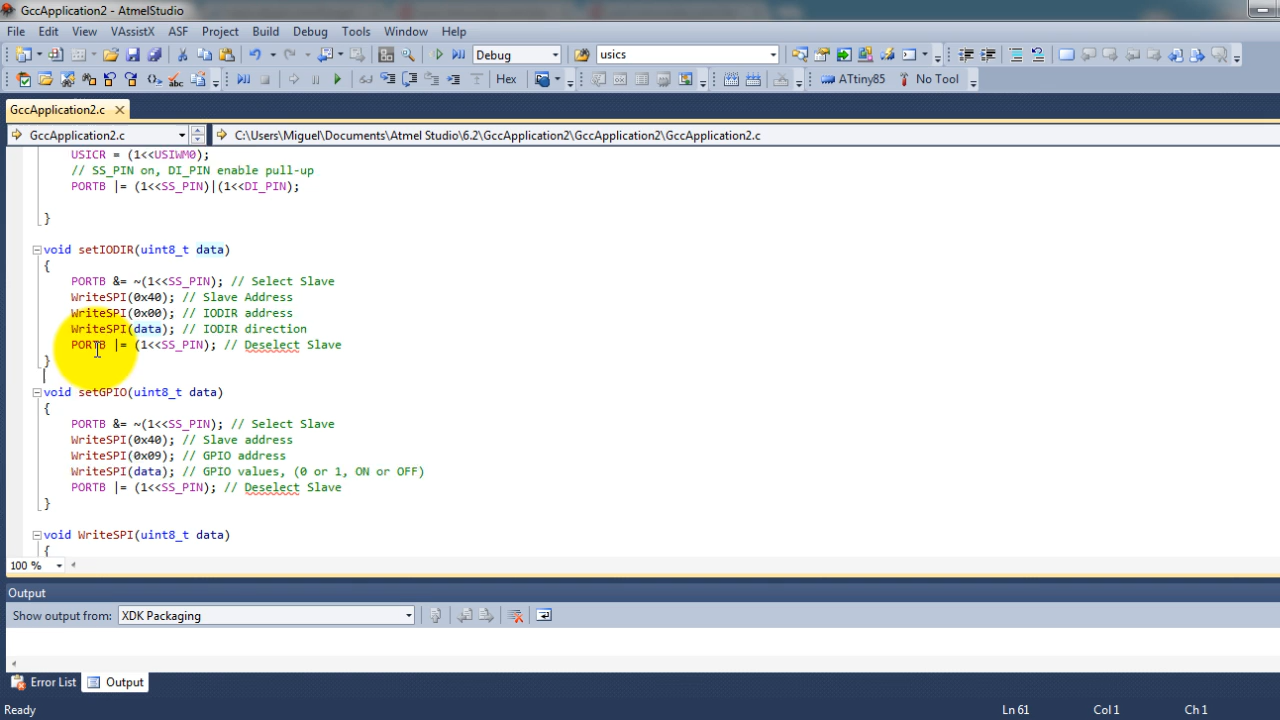 GccApplication2 - AtmelStudio
File Edit View VAssistX ASF Project Build Debug Tools Window Help
Debug usics
Hex ATtiny85 No Tool
GccApplication2.c
GccApplication2.c C:\Users\Miguel\Documents\Atmel Studio\6.2\GccApplication2\GccApplication2\GccApplication2.c
USICR = (1<<USIWM0);
// SS_PIN on, DI_PIN enable pull-up
PORTB |= (1<<SS_PIN)|(1<<DI_PIN);
}
void setIODIR(uint8_t data)
{
PORTB &= ~(1<<SS_PIN); // Select Slave
WriteSPI(0x40); // Slave Address
WriteSPI(0x00); // IODIR address
WriteSPI(data); // IODIR direction
PORTB |= (1<<SS_PIN); // Deselect Slave
}
void setGPIO(uint8_t data)
{
PORTB &= ~(1<<SS_PIN); // Select Slave
WriteSPI(0x40); // Slave address
WriteSPI(0x09); // GPIO address
WriteSPI(data); // GPIO values, (0 or 1, ON or OFF)
PORTB |= (1<<SS_PIN); // Deselect Slave
}
void WriteSPI(uint8_t data)
{
100 %
Output
Show output from: XDK Packaging
Error List Output
Ready Ln 61 Col 1 Ch 1